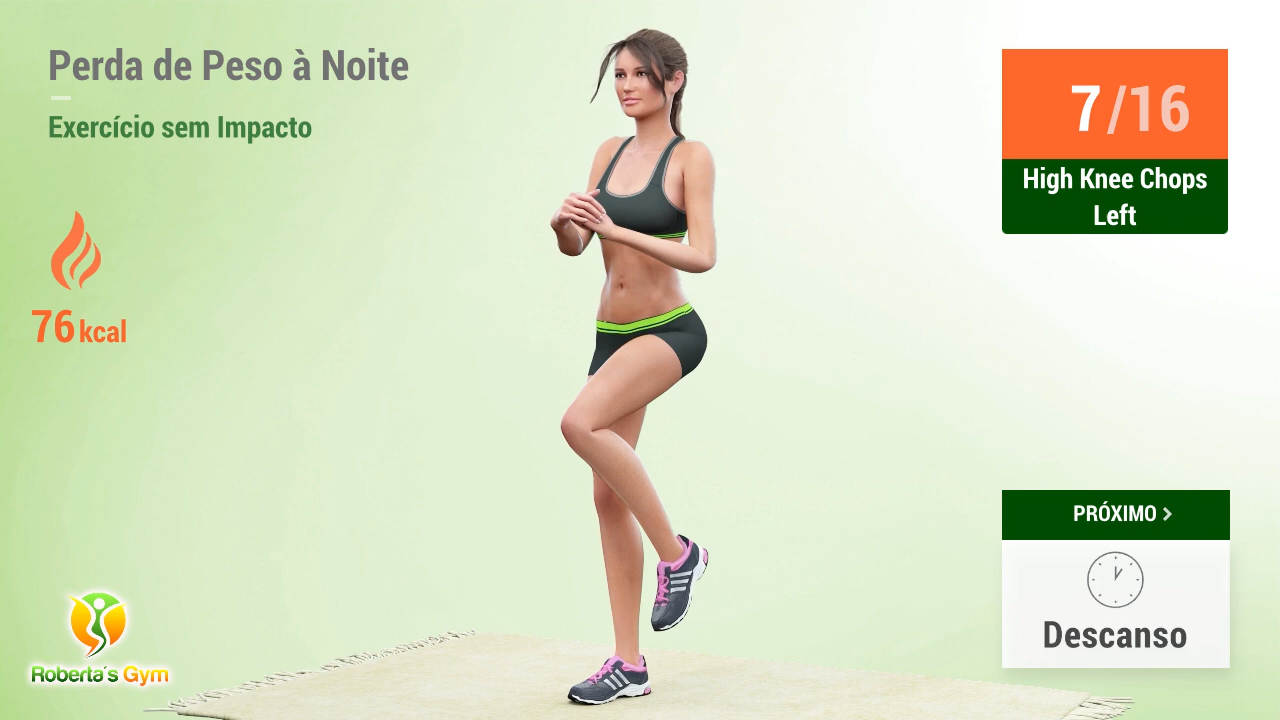 Perda de Peso à Noite
Exercício sem Impacto
76 kcal
7/16
High Knee Chops
Left
PRÓXIMO >
Descanso
Roberta´s Gym